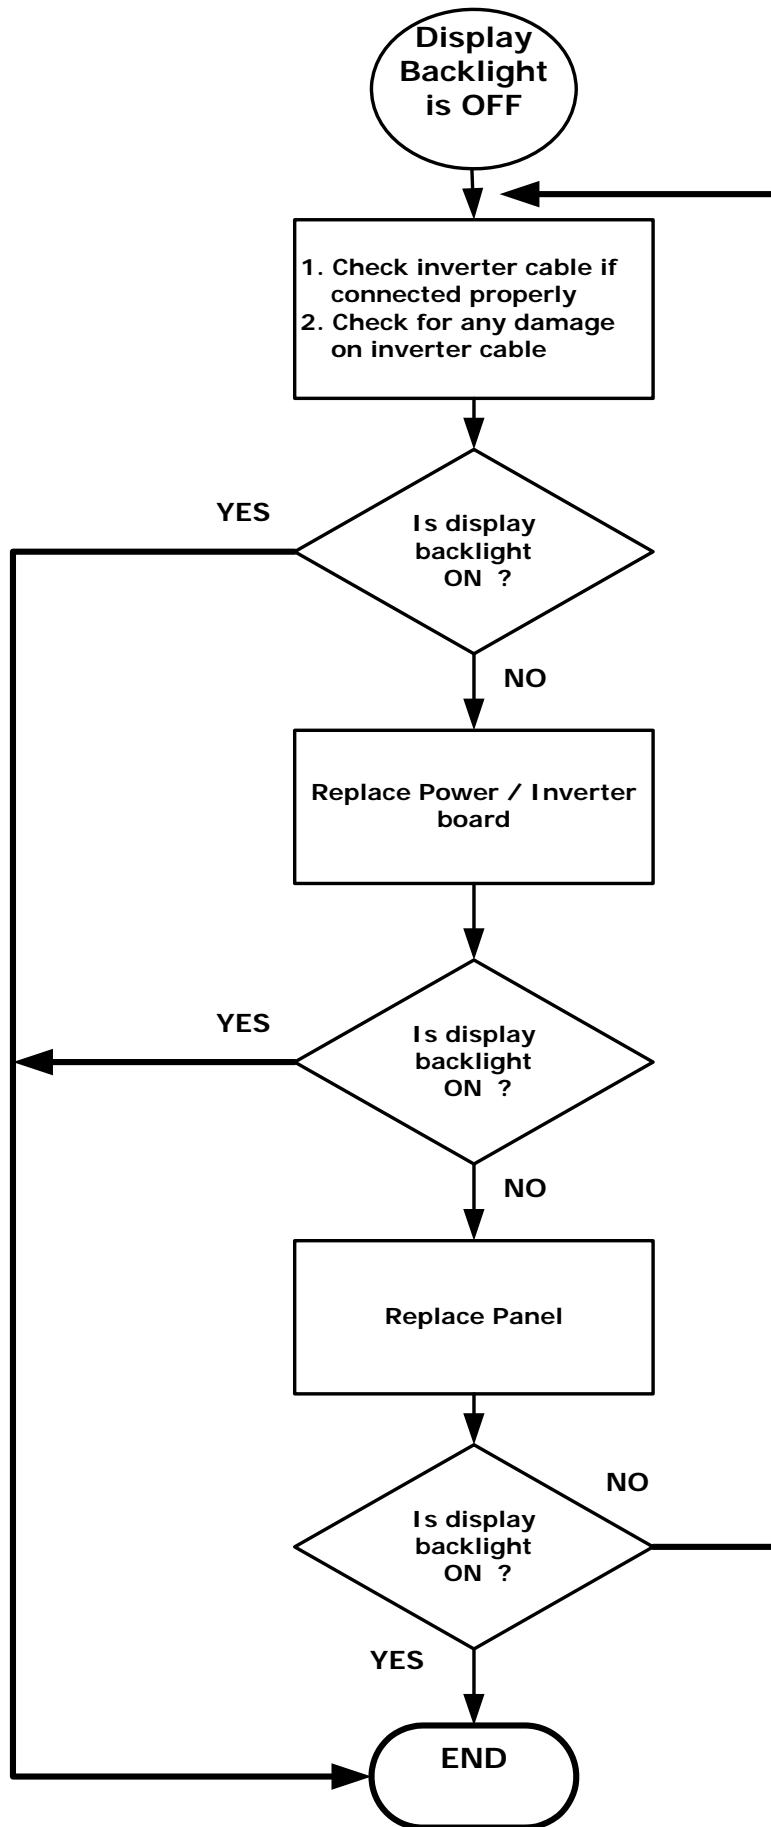 Display
Backlight
is OFF
1. Check inverter cable if
connected properly
2. Check for any damage
on inverter cable
YES
Is display
backlight
ON ?
NO
Replace Power / Inverter
board
YES
Is display
backlight
ON ?
NO
Replace Panel
NO
Is display
backlight
ON ?
YES
END